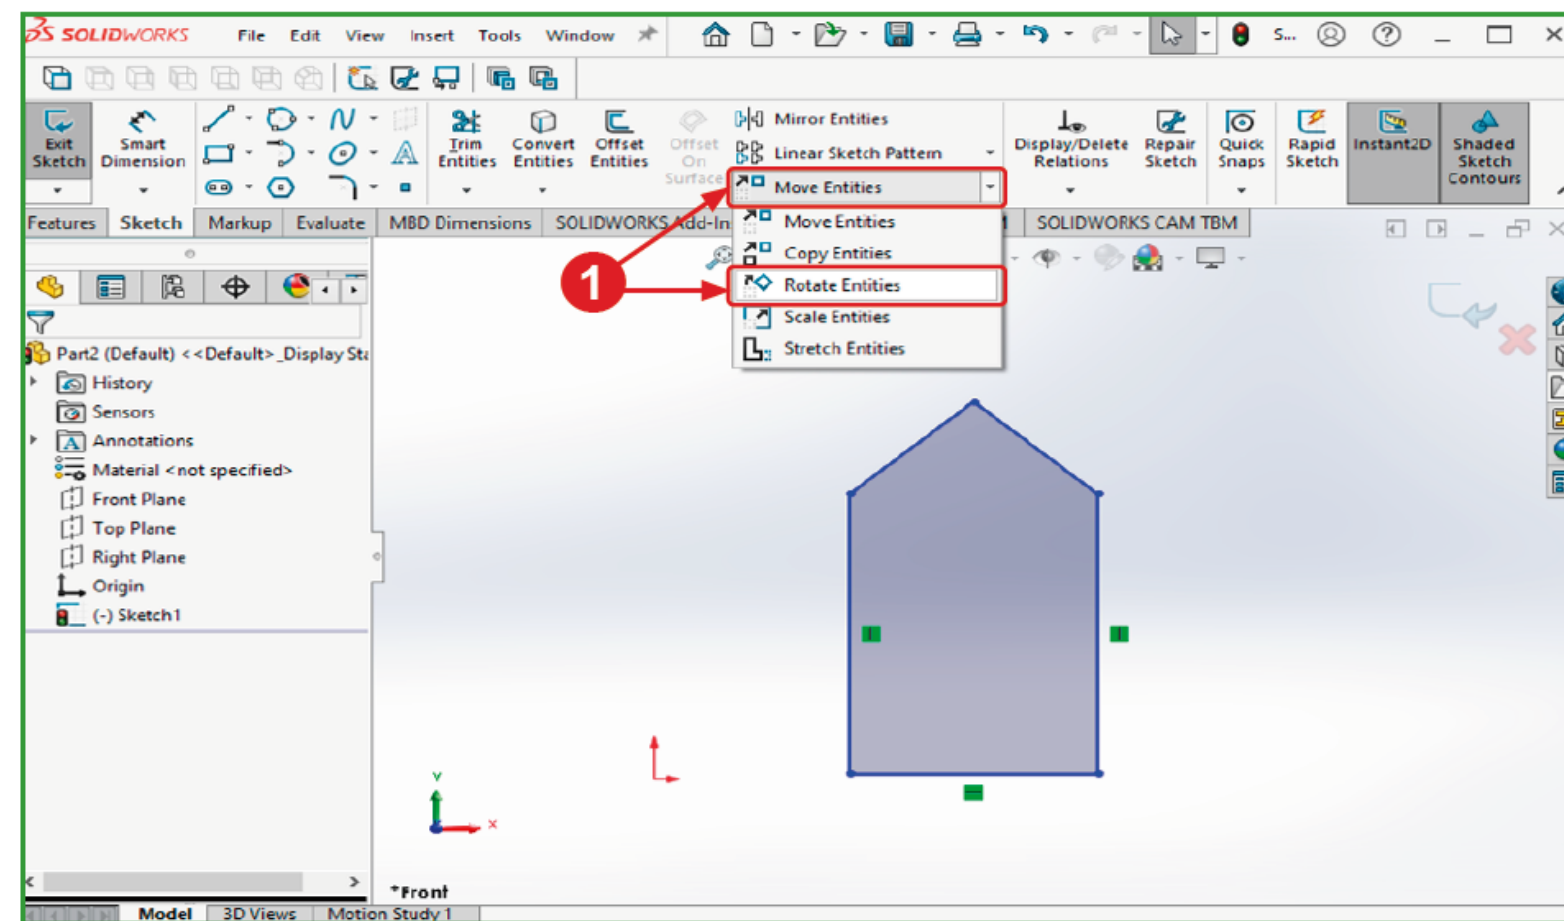 SOLIDWORKS File Edit View Insert Tools Window S... ?
Exit Sketch
Smart Dimension
Trim Entities
Convert Entities
Offset Entities
Offset On Surface
Mirror Entities
Linear Sketch Pattern
Move Entities
Display/Delete Relations
Repair Sketch
Quick Snaps
Rapid Sketch
Instant2D
Shaded Sketch Contours
Features Sketch Markup Evaluate MBD Dimensions SOLIDWORKS Add-In SOLIDWORKS CAM TBM
Move Entities
Copy Entities
Rotate Entities
Scale Entities
Stretch Entities
1
Part2 (Default) <<Default>_Display Sta
History
Sensors
Annotations
Material <not specified>
Front Plane
Top Plane
Right Plane
Origin
(-) Sketch1
Y
X
*Front
Model 3D Views Motion Study 1